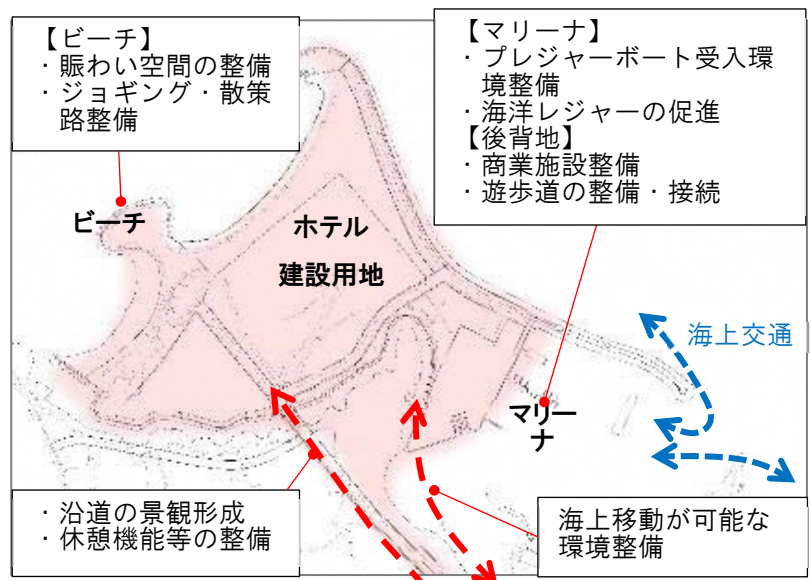 【ビーチ】
・賑わい空間の整備
・ジョギング・散策
路整備
【マリーナ】
・プレジャーボート受入環
境整備
・海洋レジャーの促進
【後背地】
・商業施設整備
・遊歩道の整備・接続
ビーチ
ホテル
建設用地
海上交通
マリー
ナ
・沿道の景観形成
・休憩機能等の整備
海上移動が可能な
環境整備